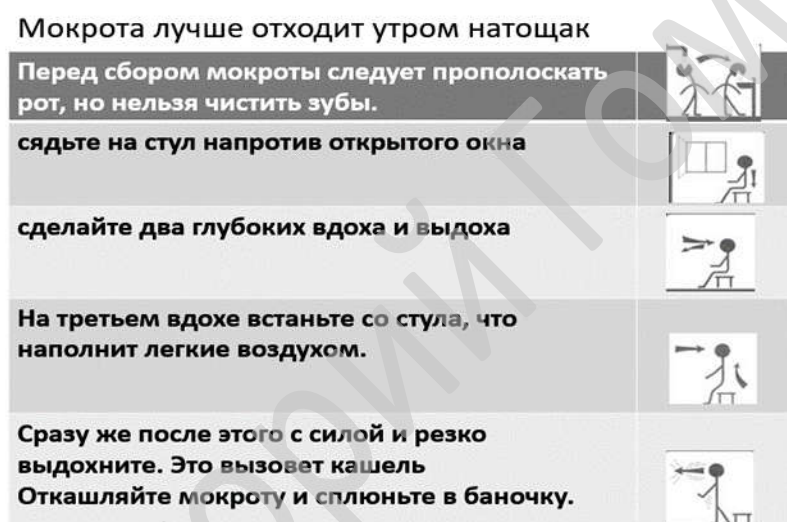 Мокрота лучше отходит утром натощак
Перед сбором мокроты следует прополоскать
рот, но нельзя чистить зубы.
сядьте на стул напротив открытого окна
сделайте два глубоких вдоха и выдоха
На третьем вдохе встаньте со стула, что
наполнит легкие воздухом.
Сразу же после этого с силой и резко
выдохните. Это вызовет кашель
Откашляйте мокроту и сплюньте в баночку.